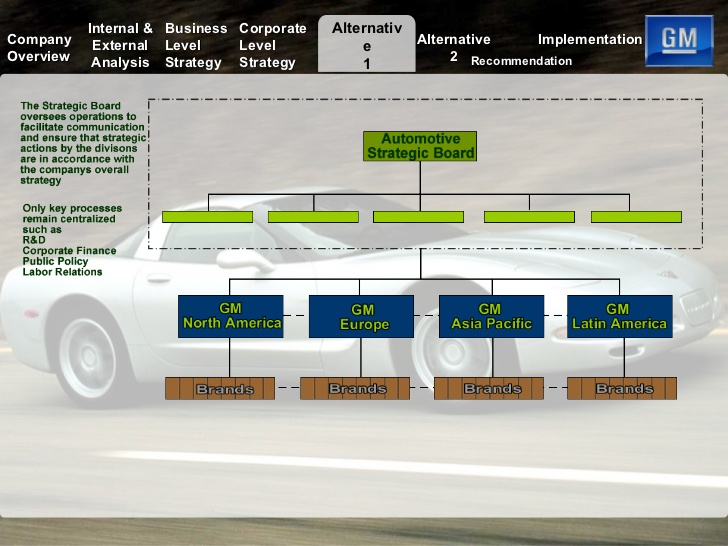 Company
Overview
Internal &
External
Analysis
Business
Level
Strategy
Corporate
Level
Strategy
Alternativ
e
1
Alternative
2
Recommendation
Implementation
GM
The Strategic Board
oversees operations to
facilitate communication
and ensure that strategic
actions by the divisons
are in accordance with
the companys overall
strategy
Only key processes
remain centralized
such as
R&D
Corporate Finance
Public Policy
Labor Relations
Automotive
Strategic Board
GM
North America
GM
Europe
GM
Asia Pacific
GM
Latin America
Brands
Brands
Brands
Brands